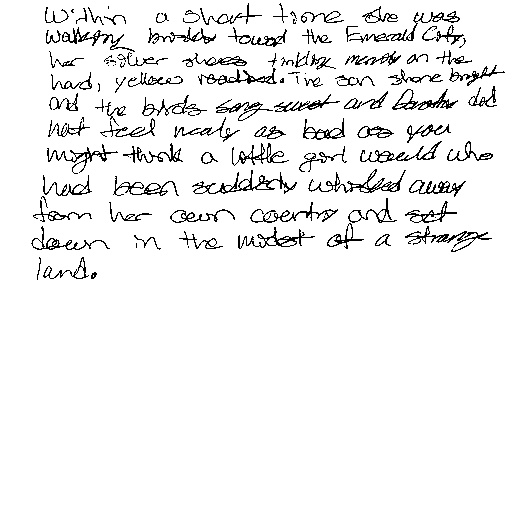 Within a short time she was
walking briskly toward the Emerald City,
her silver shoes tinkling merrily on the
hard, yellow roadbed. The sun shone bright
and the birds sang sweet and Dorothy did
not feel nearly as bad as you
might think a little girl would who
had been suddenly whisked away
from her own country and set
down in the midst of a strange
land.